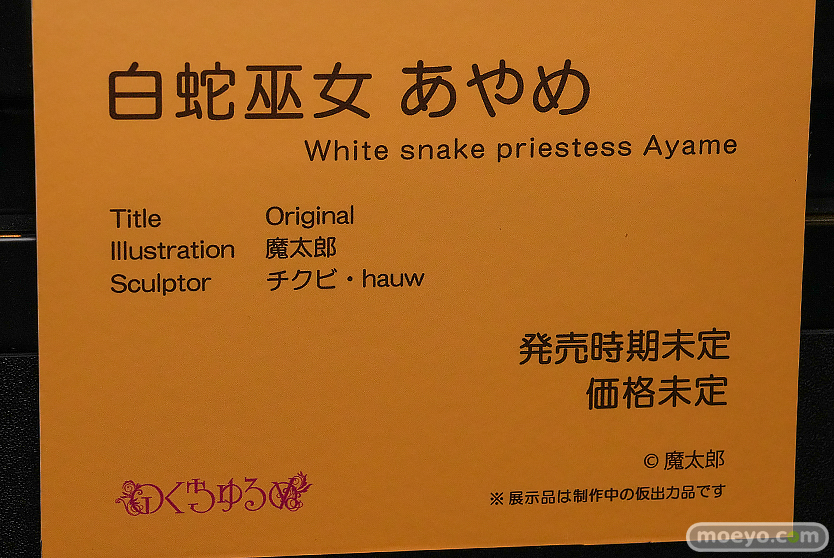 白蛇巫女 あやめ
White snake priestess Ayame
Title Original
Illustration 魔太郎
Sculptor チクビ・hauw
発売時期未定
価格未定
© 魔太郎
※ 展示品は制作中の仮出力品です
moeyo.com